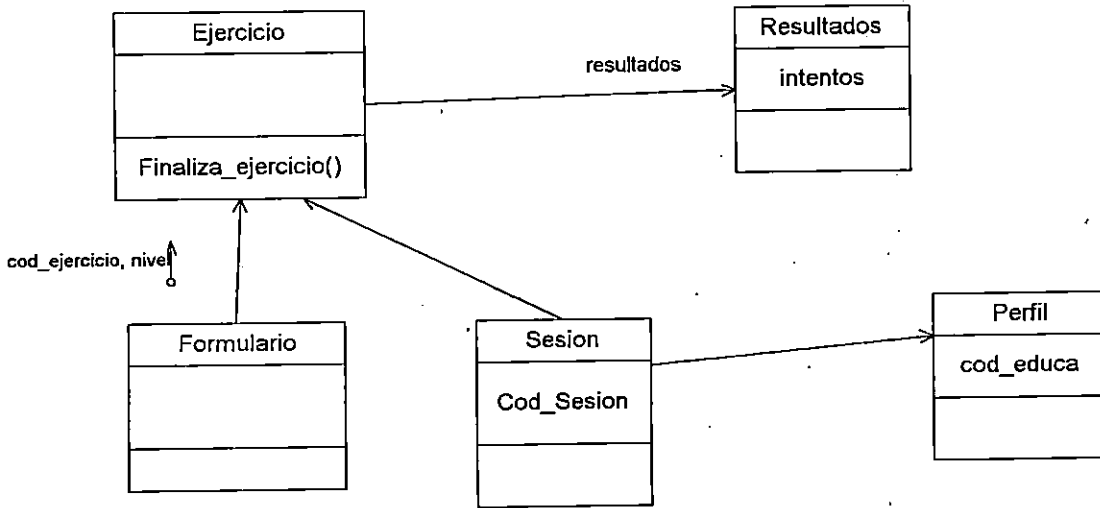 Ejercicio
Resultados
resultados
intentos
Finaliza_ejercicio()
cod_ejercicio, nivel
Formulario
Sesion
Perfil
Cod_Sesion
cod_educa